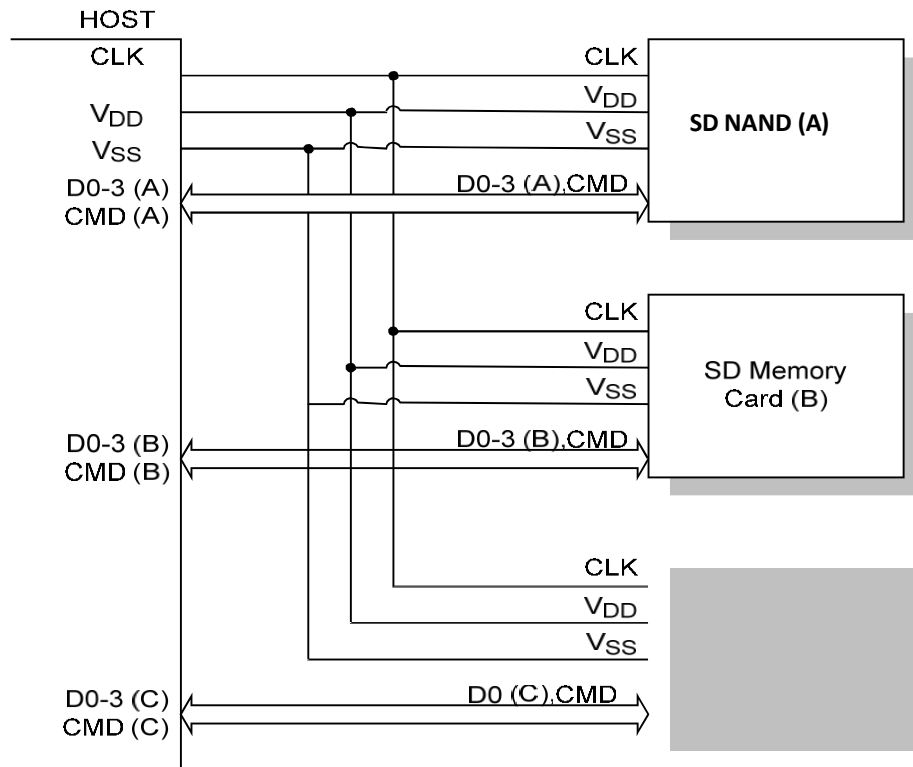 HOST
CLK
CLK
VDD
VDD
VSS
VSS
SD NAND (A)
D0-3 (A)
CMD (A)
D0-3 (A),CMD
CLK
VDD
VSS
SD Memory
Card (B)
D0-3 (B)
CMD (B)
D0-3 (B),CMD
CLK
VDD
VSS
D0-3 (C)
CMD (C)
D0 (C),CMD